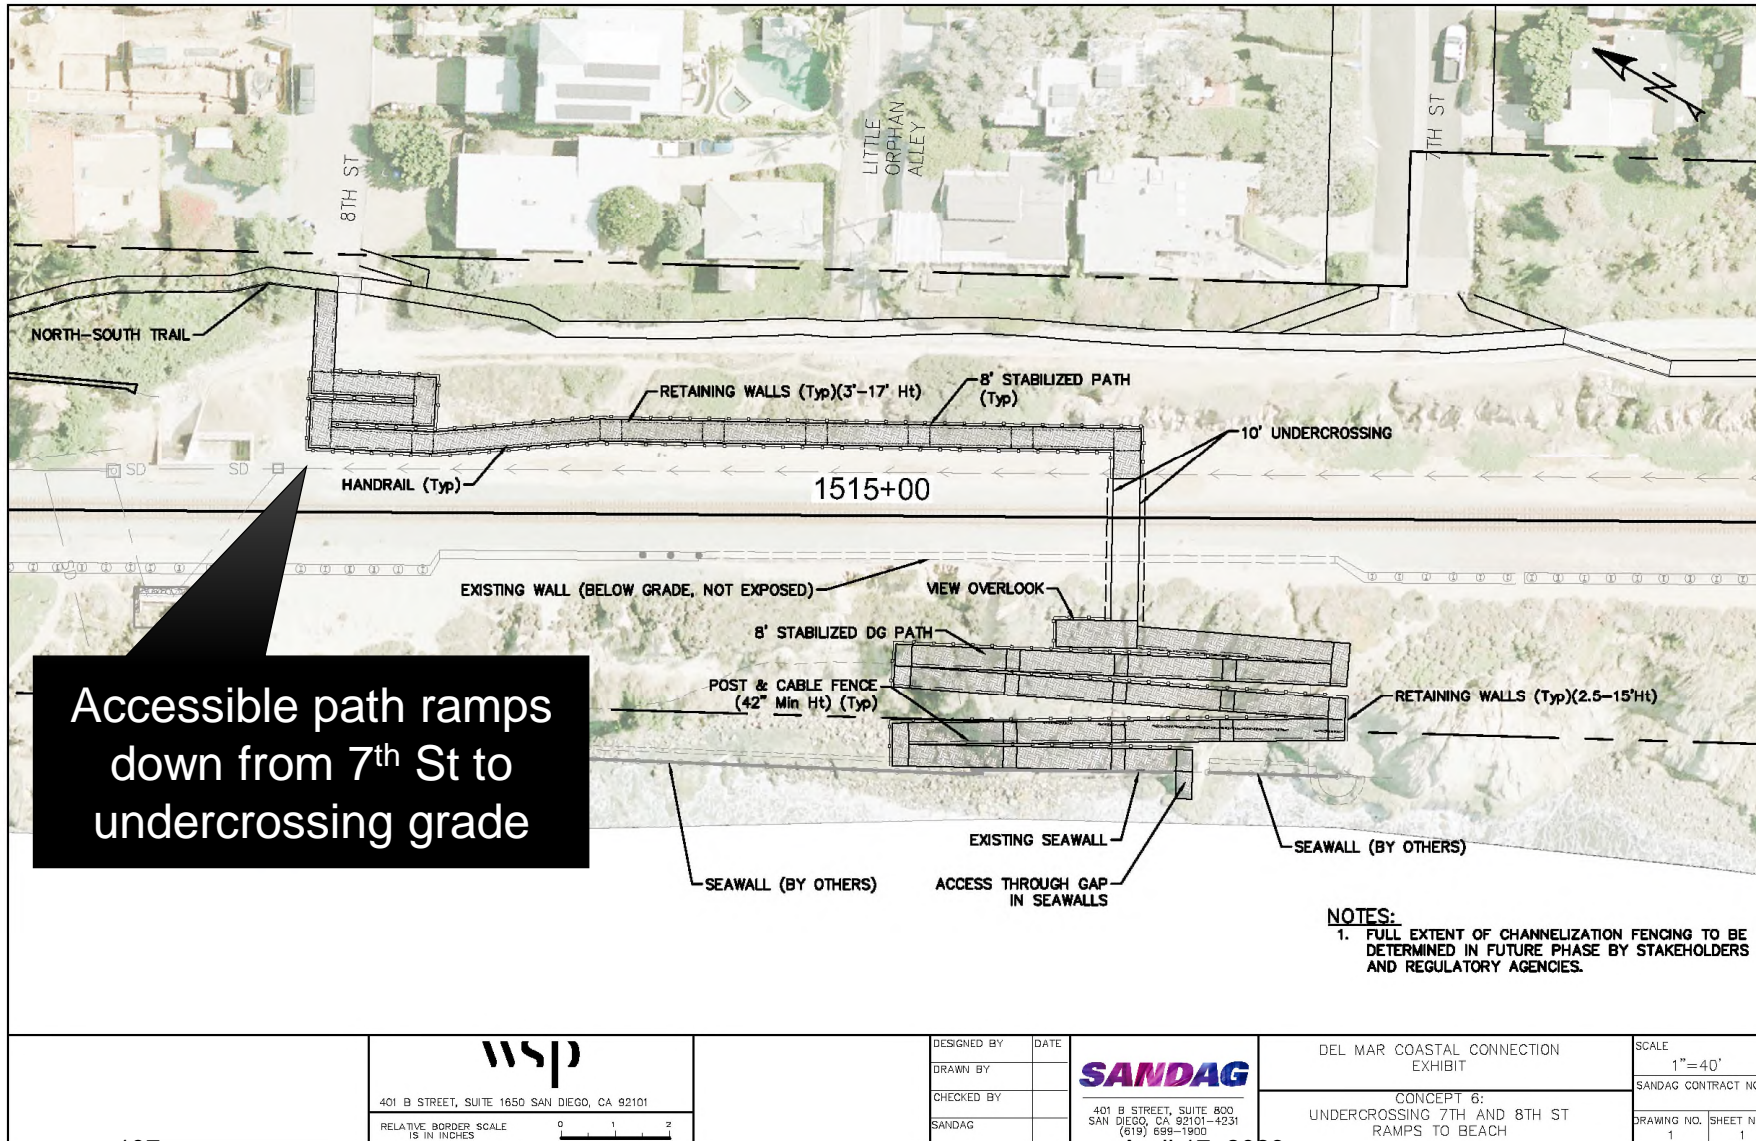 8TH ST
LITTLE
ORPHAN
ALLEY
7TH ST
N
NORTH-SOUTH TRAIL
RETAINING WALLS (Typ)(3'-17' Ht)
8' STABILIZED PATH
(Typ)
10' UNDERCROSSING
SD
SD
HANDRAIL (Typ)
1515+00
EXISTING WALL (BELOW GRADE, NOT EXPOSED)
VIEW OVERLOOK
8' STABILIZED DG PATH
POST & CABLE FENCE
(42" Min Ht) (Typ)
RETAINING WALLS (Typ)(2.5-15'Ht)
Accessible path ramps
down from 7th St to
undercrossing grade
EXISTING SEAWALL
SEAWALL (BY OTHERS)
SEAWALL (BY OTHERS)
ACCESS THROUGH GAP
IN SEAWALLS
NOTES:
1. FULL EXTENT OF CHANNELIZATION FENCING TO BE
DETERMINED IN FUTURE PHASE BY STAKEHOLDERS
AND REGULATORY AGENCIES.
wsp
401 B STREET, SUITE 1650 SAN DIEGO, CA 92101
RELATIVE BORDER SCALE
IS IN INCHES
0 1 2
DESIGNED BY
DATE
DRAWN BY
CHECKED BY
SANDAG
SANDAG
401 B STREET, SUITE 800
SAN DIEGO, CA 92101-4231
(619) 699-1900
DEL MAR COASTAL CONNECTION
EXHIBIT
CONCEPT 6:
UNDERCROSSING 7TH AND 8TH ST
RAMPS TO BEACH
SCALE
1"=40'
SANDAG CONTRACT NO
DRAWING NO.
SHEET N
1
1